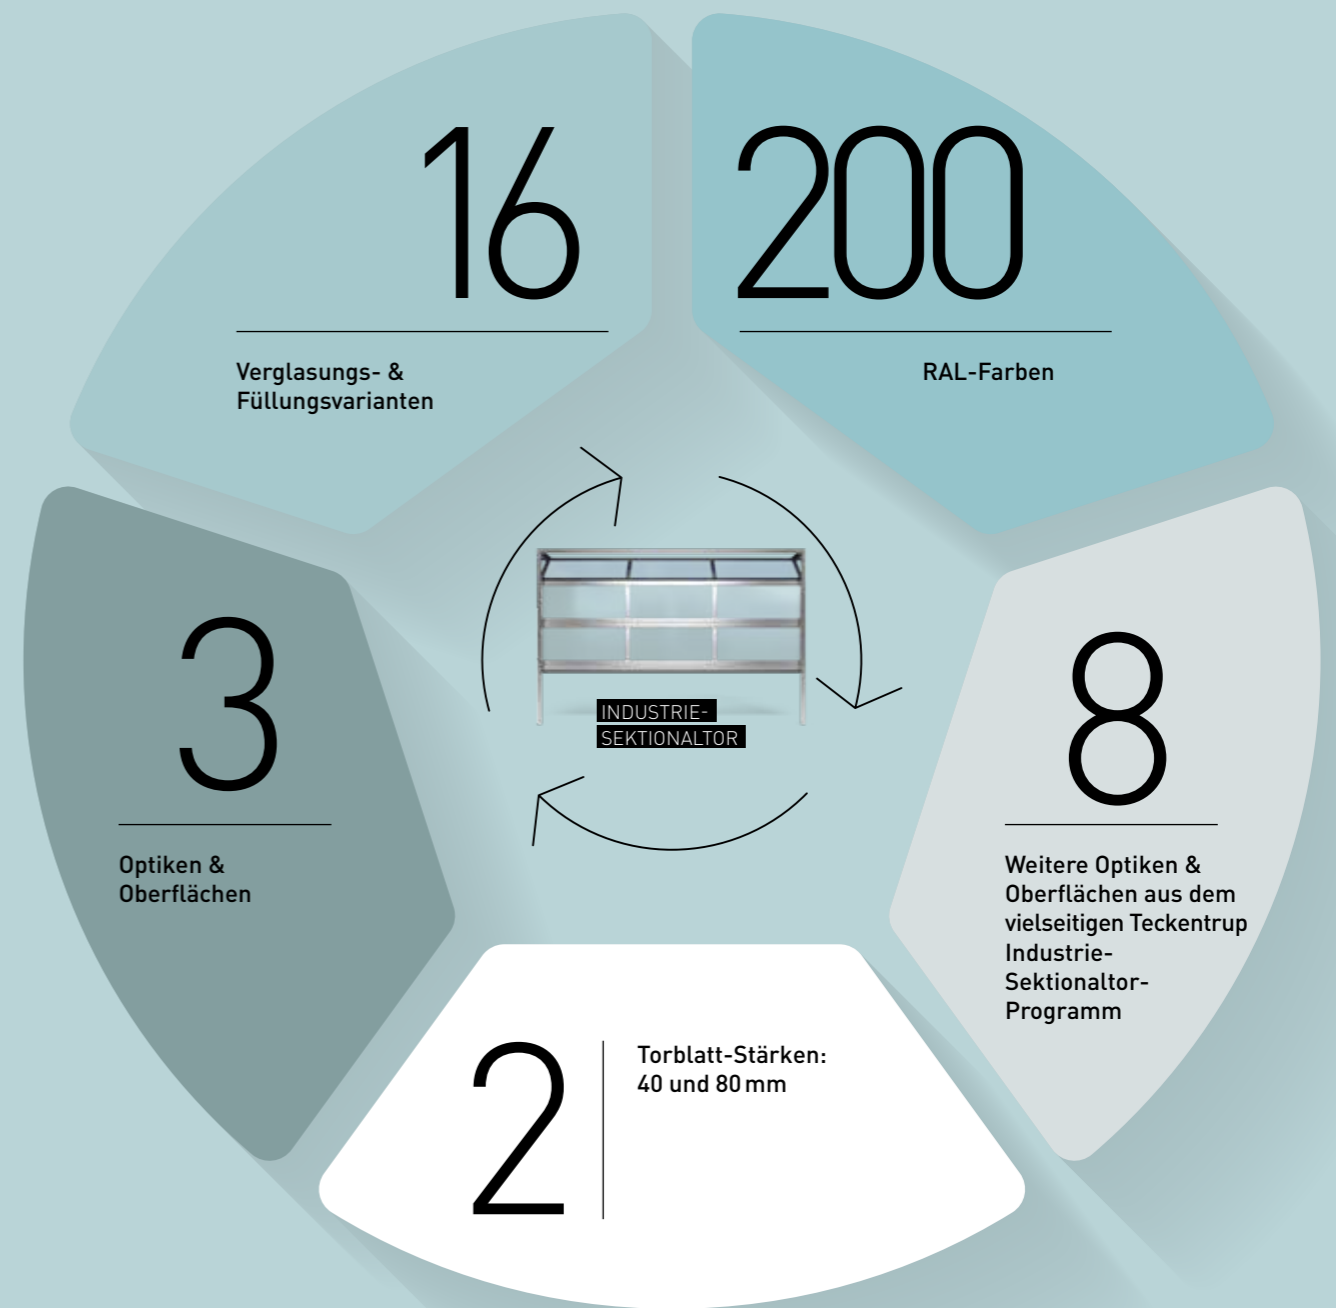 16
Verglasungs- &
Füllungsvarianten
200
RAL-Farben
3
Optiken &
Oberflächen
INDUSTRIE-
SEKTIONALTOR
8
Weitere Optiken &
Oberflächen aus dem
vielseitigen Teckentrup
Industrie-
Sektionaltor-
Programm
2
Torblatt-Stärken:
40 und 80 mm